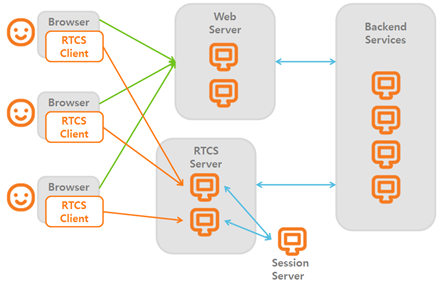 Browser
RTCS
Client
Browser
RTCS
Client
Browser
RTCS
Client
Web
Server
RTCS
Server
Session
Server
Backend
Services